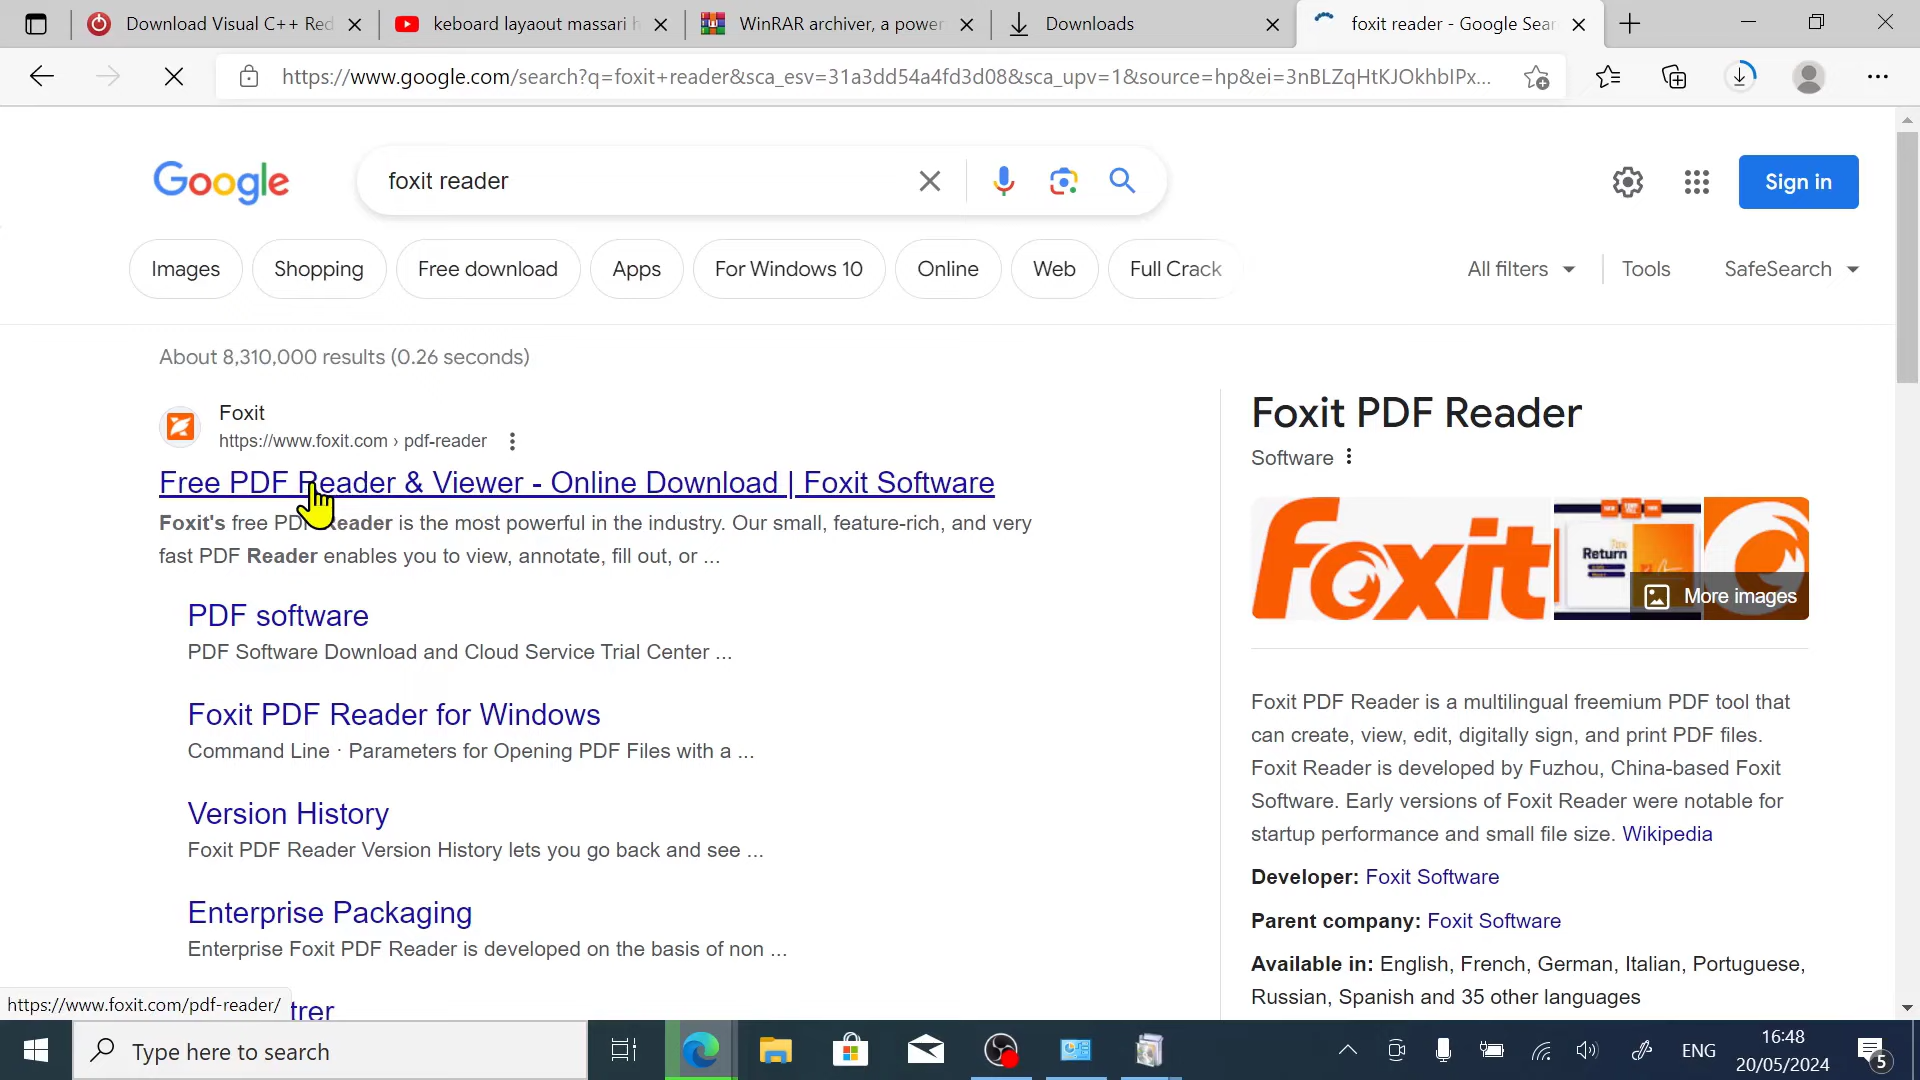 Download Visual C++ Red
keboard layaout massari h
WinRAR archiver, a power
Downloads
foxit reader - Google Sear
https://www.google.com/search?q=foxit+reader&sca_esv=31a3dd54a4fd3d08&sca_upv=1&source=hp&ei=3nBLZqHtKJOkhbIPx...
Google
foxit reader
Sign in
Images
Shopping
Free download
Apps
For Windows 10
Online
Web
Full Crack
All filters
Tools
SafeSearch
About 8,310,000 results (0.26 seconds)
Foxit
https://www.foxit.com › pdf-reader
Free PDF Reader & Viewer - Online Download | Foxit Software
Foxit's free PDF Reader is the most powerful in the industry. Our small, feature-rich, and very
fast PDF Reader enables you to view, annotate, fill out, or ...
PDF software
PDF Software Download and Cloud Service Trial Center ...
Foxit PDF Reader for Windows
Command Line · Parameters for Opening PDF Files with a ...
Version History
Foxit PDF Reader Version History lets you go back and see ...
Enterprise Packaging
Enterprise Foxit PDF Reader is developed on the basis of non ...
trer
https://www.foxit.com/pdf-reader/
Foxit PDF Reader
Software
foxit
Return
More images
Foxit PDF Reader is a multilingual freemium PDF tool that
can create, view, edit, digitally sign, and print PDF files.
Foxit Reader is developed by Fuzhou, China-based Foxit
Software. Early versions of Foxit Reader were notable for
startup performance and small file size. Wikipedia
Developer: Foxit Software
Parent company: Foxit Software
Available in: English, French, German, Italian, Portuguese,
Russian, Spanish and 35 other languages
Type here to search
ENG
16:48
20/05/2024
5